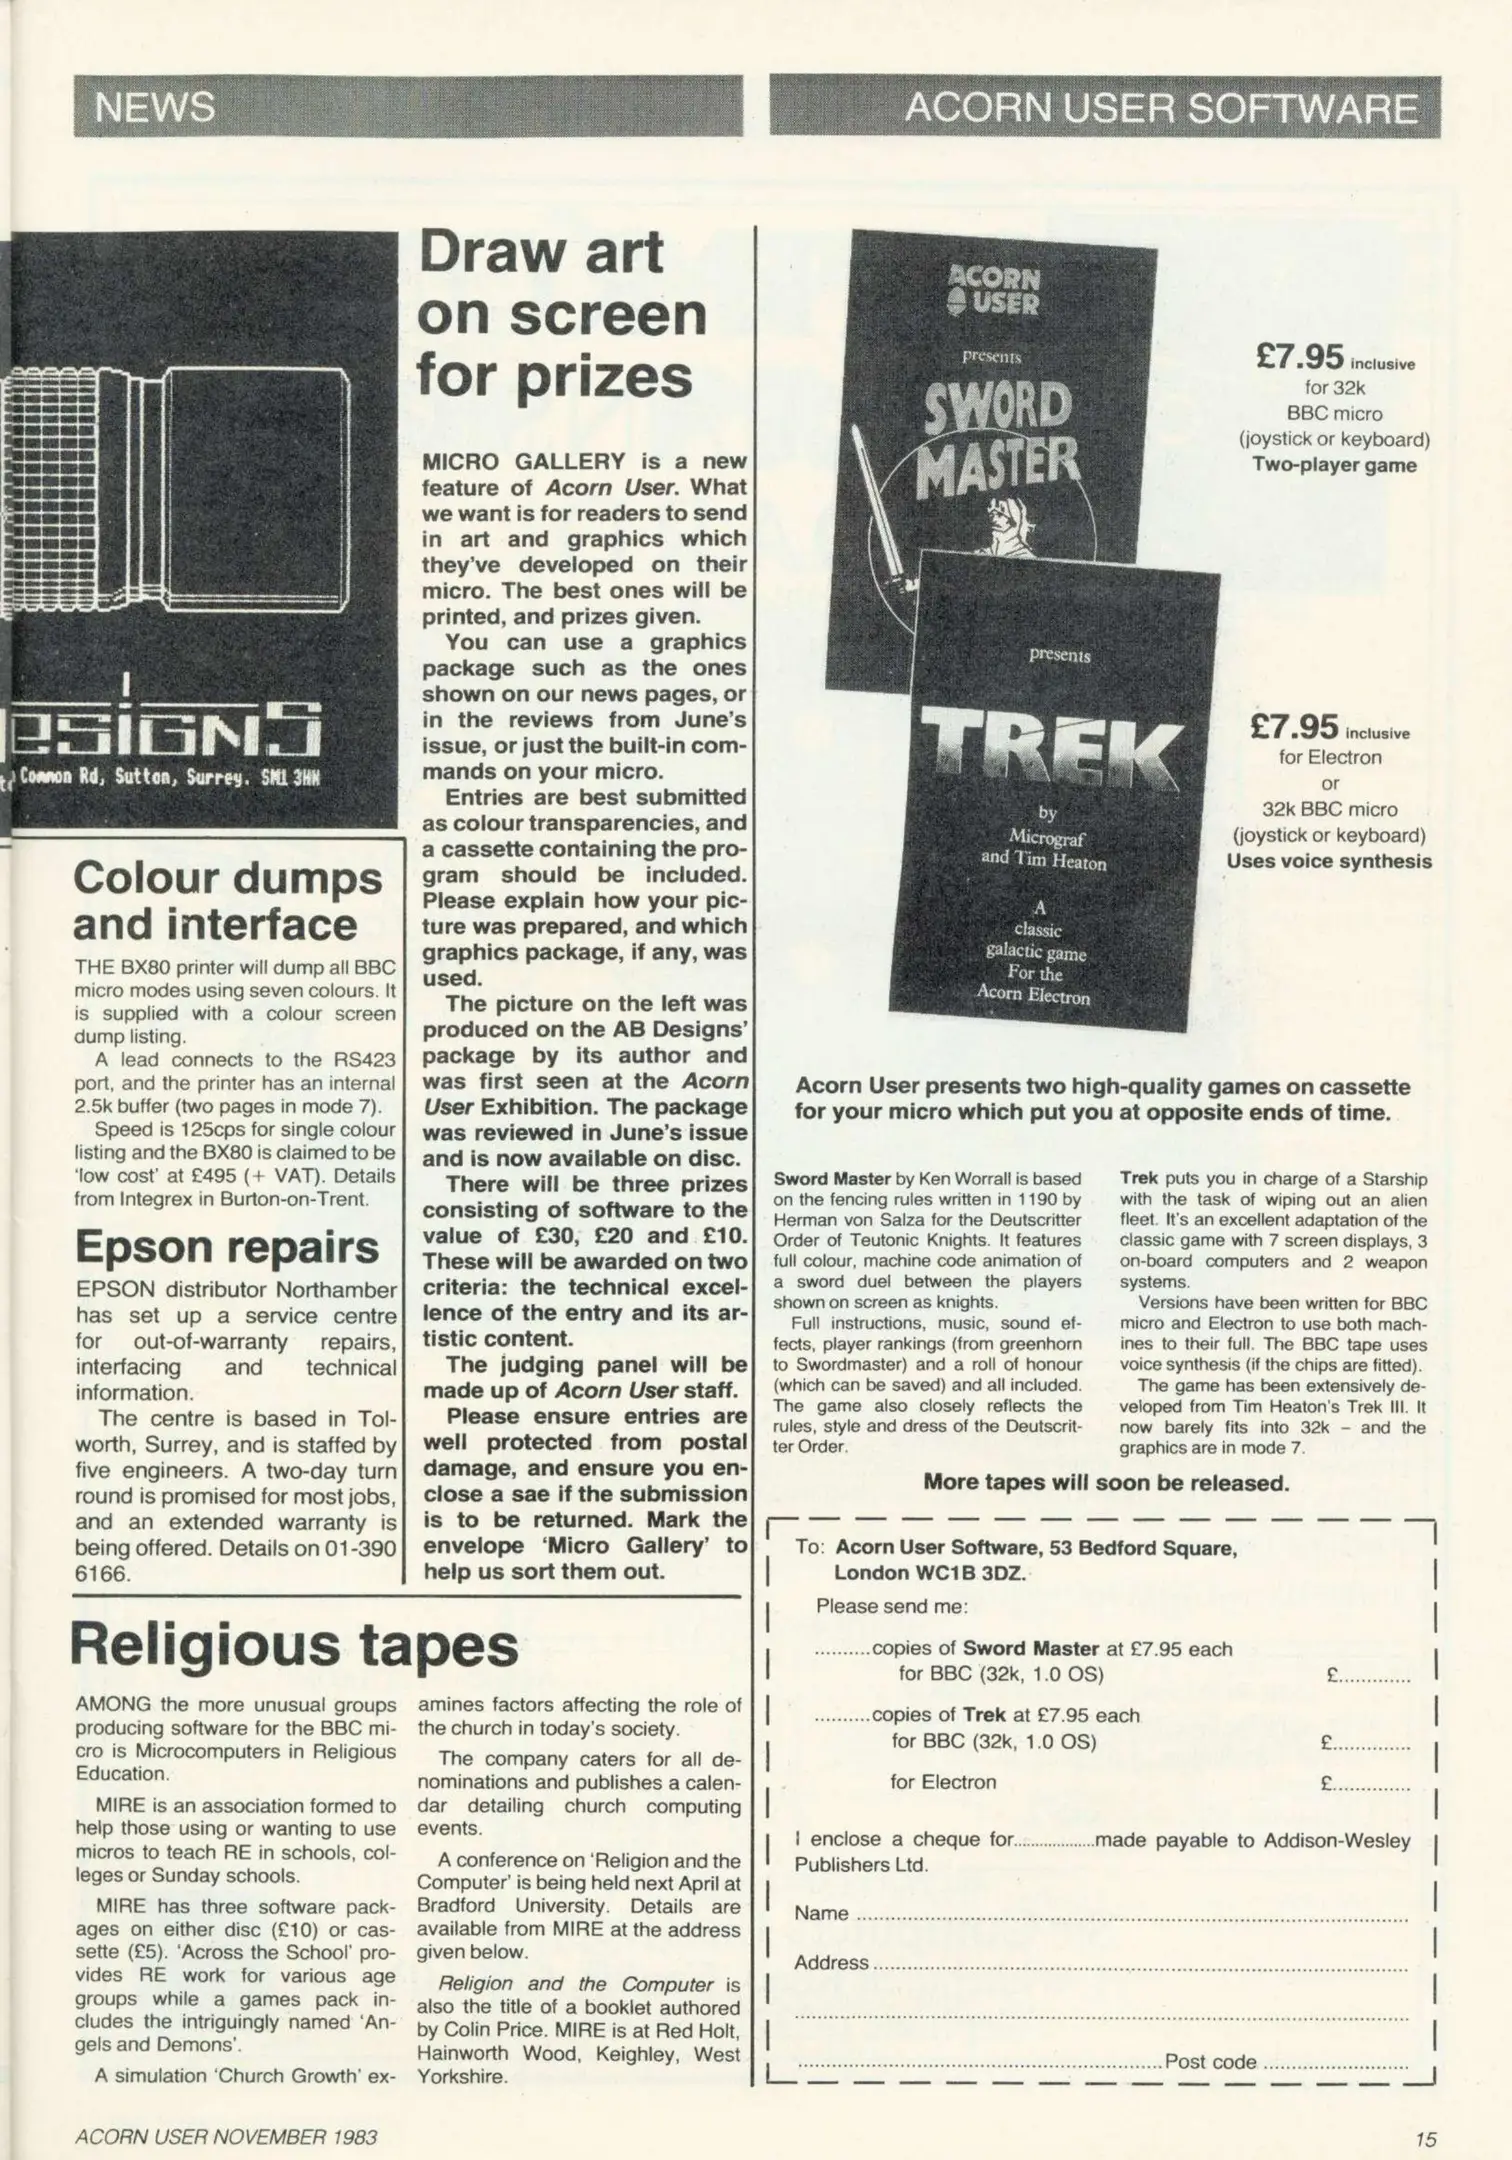 NEWS
ACORN USER SOFTWARE
ESIGNS
Common Rd, Sutton, Surrey. SM1 3HN
Colour dumps
and interface
THE BX80 printer will dump all BBC
micro modes using seven colours. It
is supplied with a colour screen
dump listing.
A lead connects to the RS423
port, and the printer has an internal
2.5k buffer (two pages in mode 7).
Speed is 125cps for single colour
listing and the BX80 is claimed to be
'low cost' at £495 (+ VAT). Details
from Integrex in Burton-on-Trent.
Epson repairs
EPSON distributor Northamber
has set up a service centre
for out-of-warranty repairs,
interfacing and technical
information.
The centre is based in Tol-
worth, Surrey, and is staffed by
five engineers. A two-day turn
round is promised for most jobs,
and an extended warranty is
being offered. Details on 01-390
6166.
Draw art
on screen
for prizes
MICRO GALLERY is a new
feature of Acorn User. What
we want is for readers to send
in art and graphics which
they've developed on their
micro. The best ones will be
printed, and prizes given.
You can use a graphics
package such as the ones
shown on our news pages, or
in the reviews from June's
issue, or just the built-in com-
mands on your micro.
Entries are best submitted
as colour transparencies, and
a cassette containing the pro-
gram should be included.
Please explain how your pic-
ture was prepared, and which
graphics package, if any, was
used.
The picture on the left was
produced on the AB Designs'
package by its author and
was first seen at the Acorn
User Exhibition. The package
was reviewed in June's issue
and is now available on disc.
There will be three prizes
consisting of software to the
value of £30, £20 and £10.
These will be awarded on two
criteria: the technical excel-
lence of the entry and its ar-
tistic content.
The judging panel will be
made up of Acorn User staff.
Please ensure entries are
well protected from postal
damage, and ensure you en-
close a sae if the submission
is to be returned. Mark the
envelope 'Micro Gallery' to
help us sort them out.
Religious tapes
AMONG the more unusual groups
producing software for the BBC mi-
cro is Microcomputers in Religious
Education.
MIRE is an association formed to
help those using or wanting to use
micros to teach RE in schools, col-
leges or Sunday schools.
MIRE has three software pack-
ages on either disc (£10) or cas-
sette (£5). 'Across the School' pro-
vides RE work for various age
groups while a games pack in-
cludes the intriguingly named 'An-
gels and Demons'.
A simulation 'Church Growth' ex-
amines factors affecting the role of
the church in today's society.
The company caters for all de-
nominations and publishes a calen-
dar detailing church computing
events.
A conference on 'Religion and the
Computer' is being held next April at
Bradford University. Details are
available from MIRE at the address
given below.
Religion and the Computer is
also the title of a booklet authored
by Colin Price. MIRE is at Red Holt,
Hainworth Wood, Keighley, West
Yorkshire.
ACORN
USER
presents
SWORD
MASTER
£7.95 inclusive
for 32k
BBC micro
(joystick or keyboard)
Two-player game
presents
TREK
by
Micrograf
and Tim Heaton
A
classic
galactic game
For the
Acorn Electron
£7.95 inclusive
for Electron
or
32k BBC micro
(joystick or keyboard)
Uses voice synthesis
Acorn User presents two high-quality games on cassette
for your micro which put you at opposite ends of time.
Sword Master by Ken Worrall is based
on the fencing rules written in 1190 by
Herman von Salza for the Deutscritter
Order of Teutonic Knights. It features
full colour, machine code animation of
a sword duel between the players
shown on screen as knights.
Full instructions, music, sound ef-
fects, player rankings (from greenhorn
to Swordmaster) and a roll of honour
(which can be saved) and all included.
The game also closely reflects the
rules, style and dress of the Deutscrit-
ter Order.
Trek puts you in charge of a Starship
with the task of wiping out an alien
fleet. It's an excellent adaptation of the
classic game with 7 screen displays, 3
on-board computers and 2 weapon
systems.
Versions have been written for BBC
micro and Electron to use both mach-
ines to their full. The BBC tape uses
voice synthesis (if the chips are fitted).
The game has been extensively de-
veloped from Tim Heaton's Trek III. It
now barely fits into 32k – and the
graphics are in mode 7.
More tapes will soon be released.
To: Acorn User Software, 53 Bedford Square,
London WC1B 3DZ.
Please send me:
..........copies of Sword Master at £7.95 each
for BBC (32k, 1.0 OS) £.............
..........copies of Trek at £7.95 each
for BBC (32k, 1.0 OS) £..............
for Electron £..............
I enclose a cheque for...................made payable to Addison-Wesley
Publishers Ltd.
Name ....................
Address ....................
.................... Post code ....................
ACORN USER NOVEMBER 1983
15